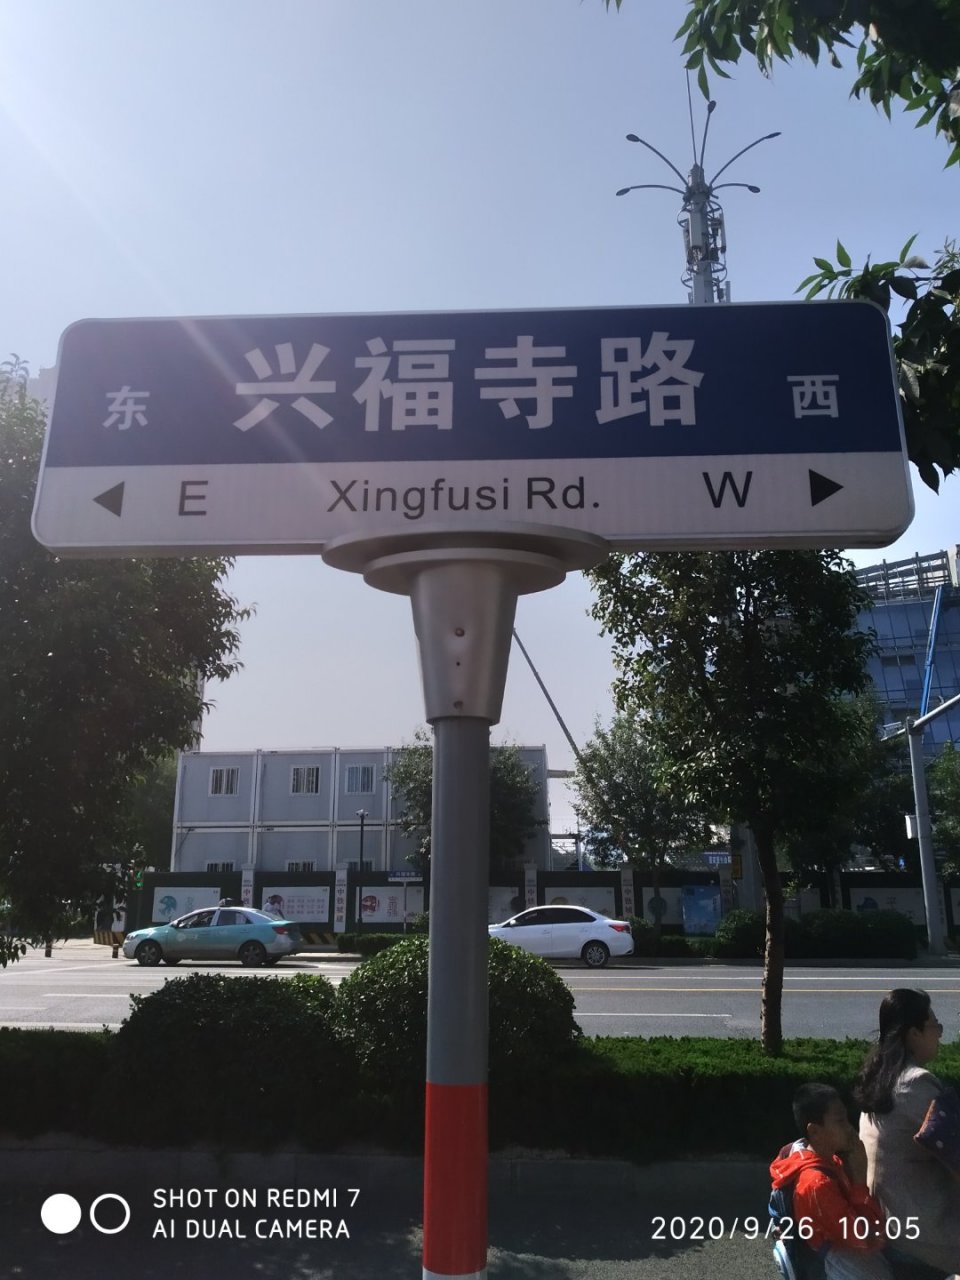 东 兴福寺路 西
E Xingfusi Rd. W
SHOT ON REDMI 7
AI DUAL CAMERA
2020/9/26 10:05